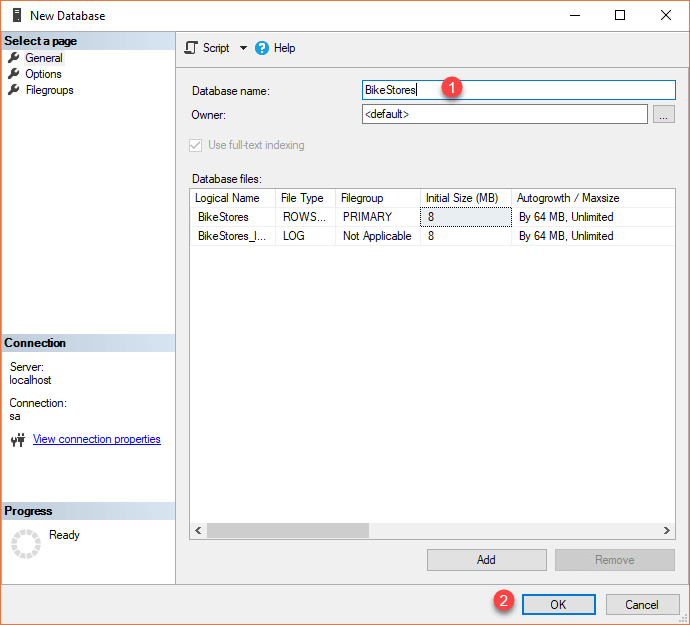 New Database
Select a page
General
Options
Filegroups
Script Help
Database name: BikeStores 1
Owner: <default> ...
Use full-text indexing
Database files:
Logical Name File Type Filegroup Initial Size (MB) Autogrowth / Maxsize
BikeStores ROWS... PRIMARY 8 By 64 MB, Unlimited
BikeStores_l... LOG Not Applicable 8 By 64 MB, Unlimited
Connection
Server:
localhost
Connection:
sa
View connection properties
Progress
Ready
Add Remove
2 OK Cancel